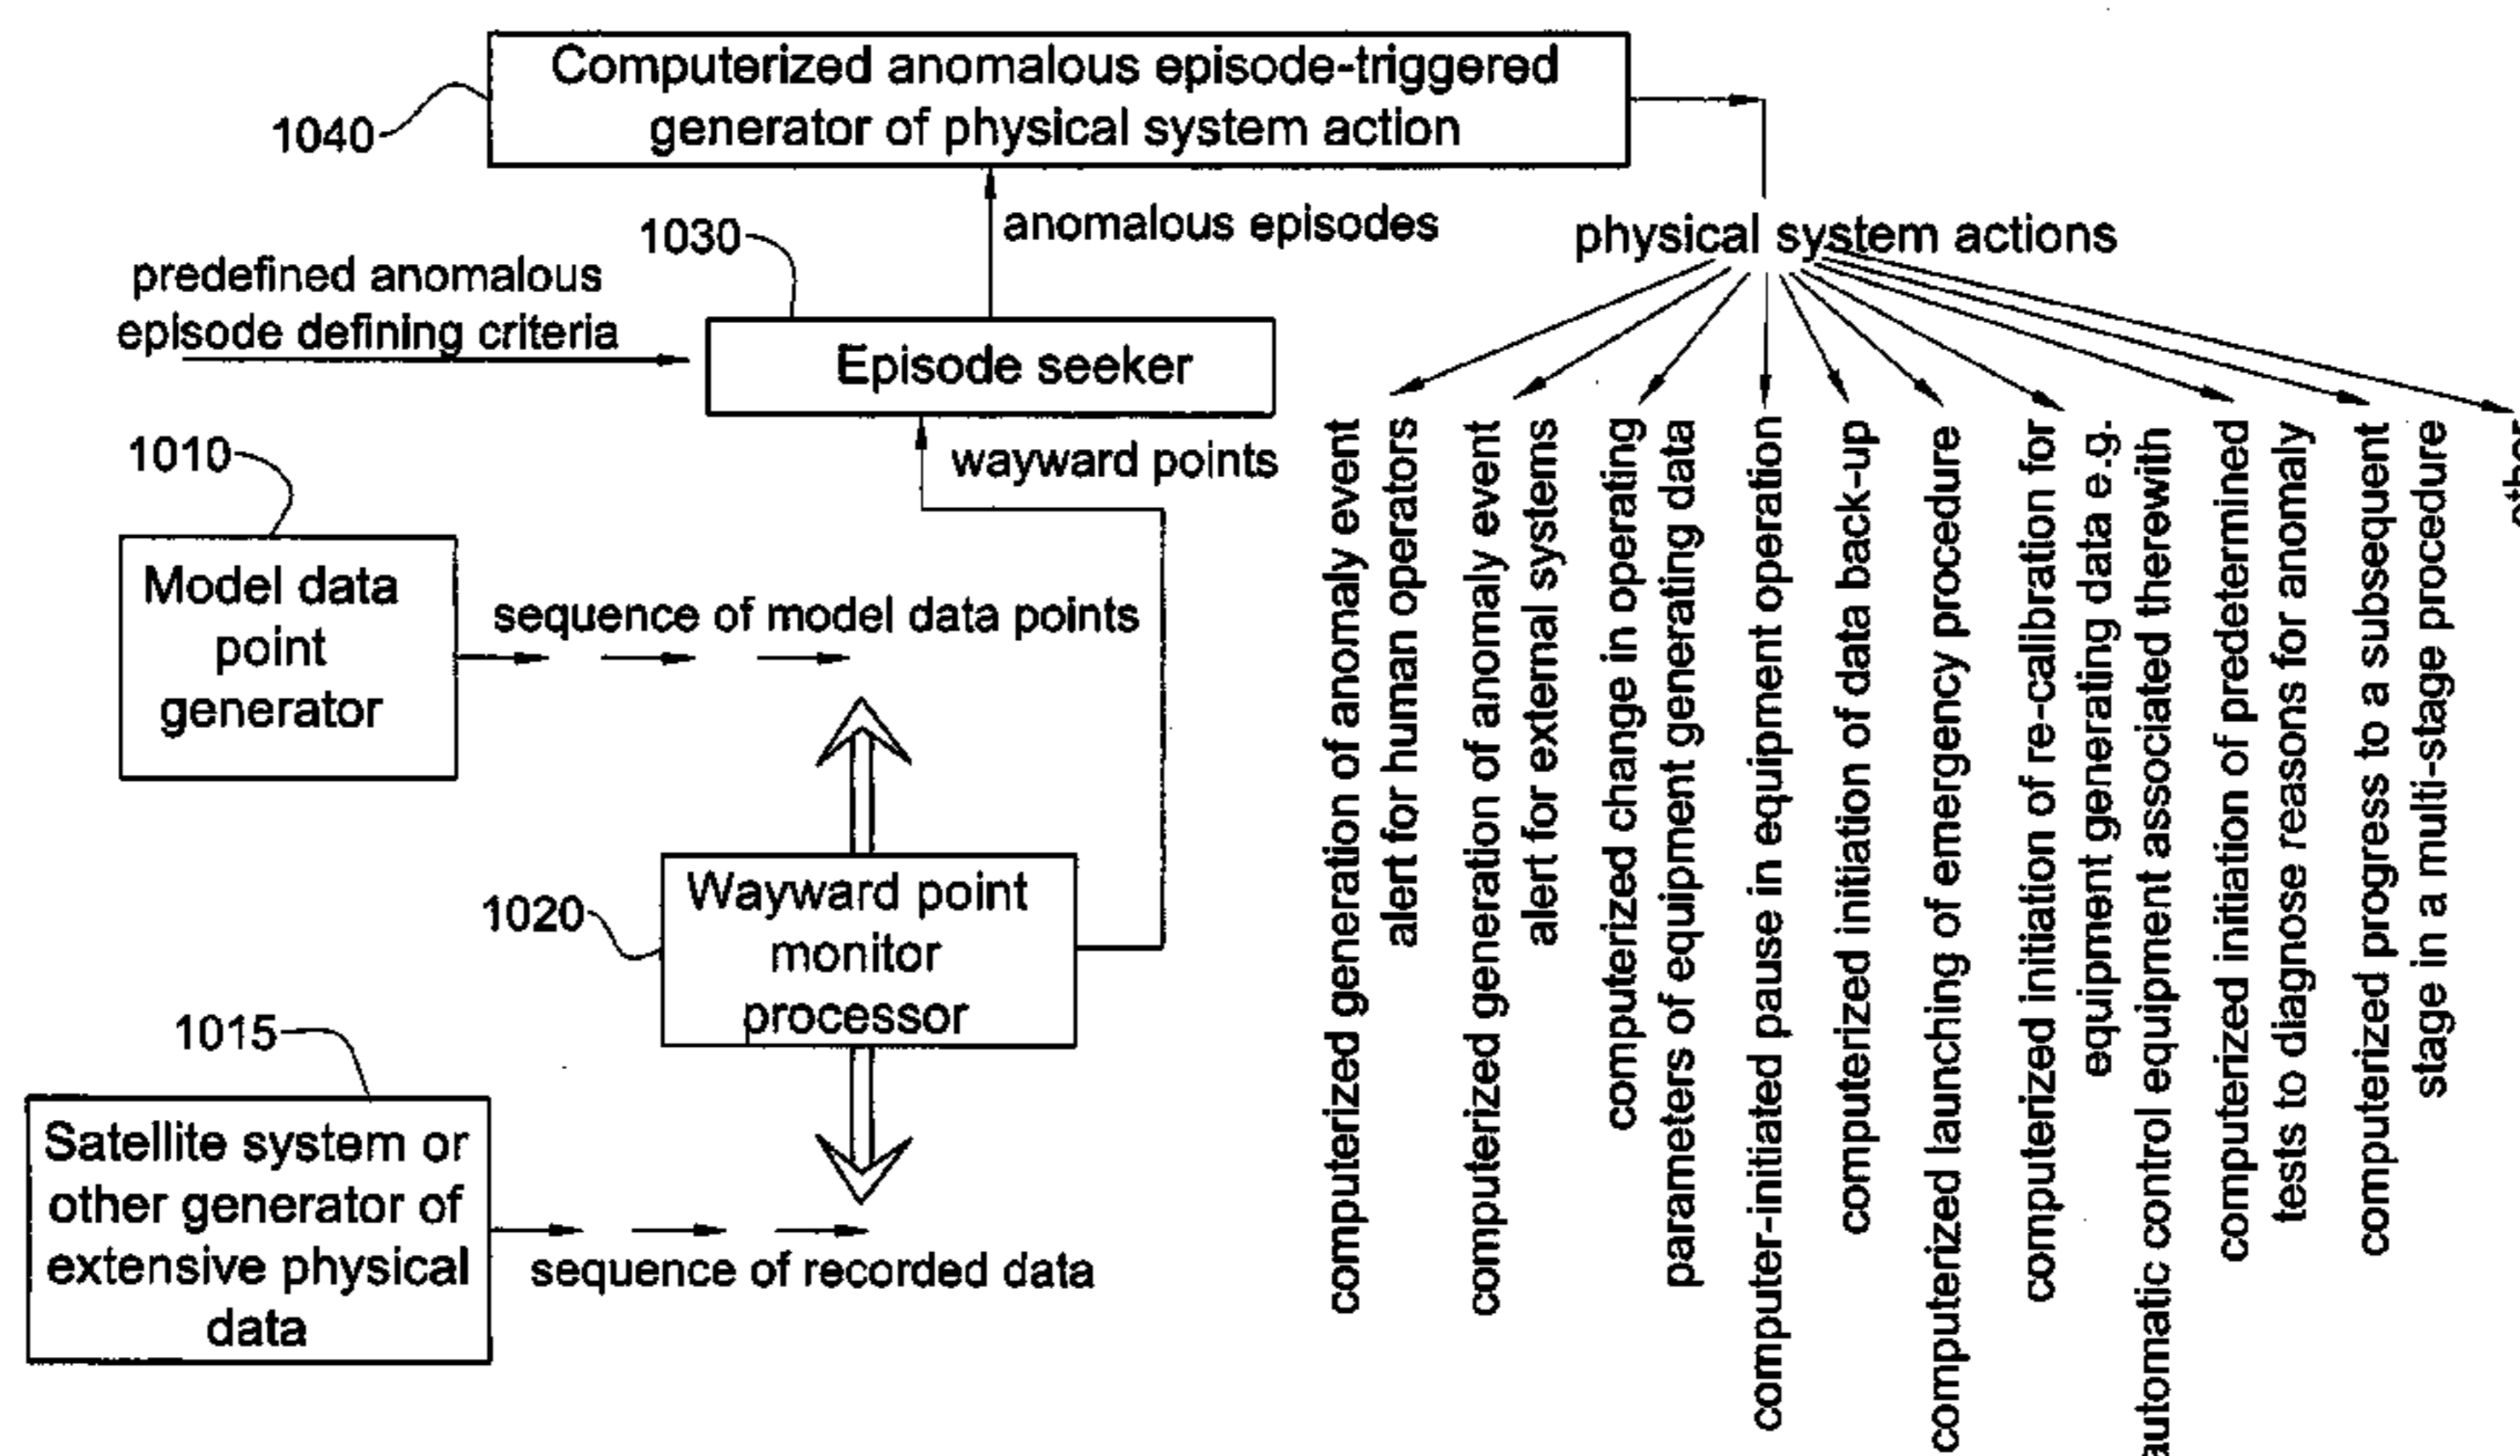 Computerized anomalous episode-triggered
generator of physical system action
1040
anomalous episodes
1030
physical system actions
predefined anomalous
episode defining criteria
Episode seeker
wayward points
1010
Model data
point
generator
sequence of model data points
1020
Wayward point
monitor
processor
1015
Satellite system or
other generator of
extensive physical
data
sequence of recorded data
computerized generation of anomaly event
alert for human operators
computerized generation of anomaly event
alert for external systems
computerized change in operating
parameters of equipment generating data
computer-initiated pause in equipment operation
computerized initiation of data back-up
computerized launching of emergency procedure
computerized initiation of re-calibration for
equipment generating data e.g.
automatic control equipment associated therewith
computerized initiation of predetermined
tests to diagnose reasons for anomaly
computerized progress to a subsequent
stage in a multi-stage procedure